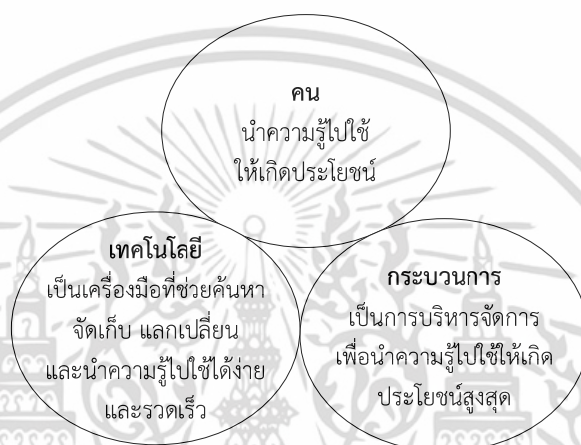 คน
นำความรู้ไปใช้
ให้เกิดประโยชน์
เทคโนโลยี
เป็นเครื่องมือที่ช่วยค้นหา
จัดเก็บ แลกเปลี่ยน
และนำความรู้ไปใช้ได้ง่าย
และรวดเร็ว
กระบวนการ
เป็นการบริหารจัดการ
เพื่อนำความรู้ไปใช้ให้เกิด
ประโยชน์สูงสุด